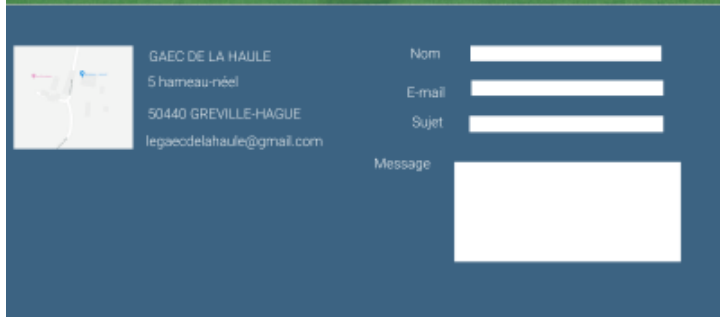 GAEC DE LA HAULE
5 hameau-néel
50440 GREVILLE-HAGUE
legaecdelahaule@gmail.com
Nom
E-mail
Sujet
Message